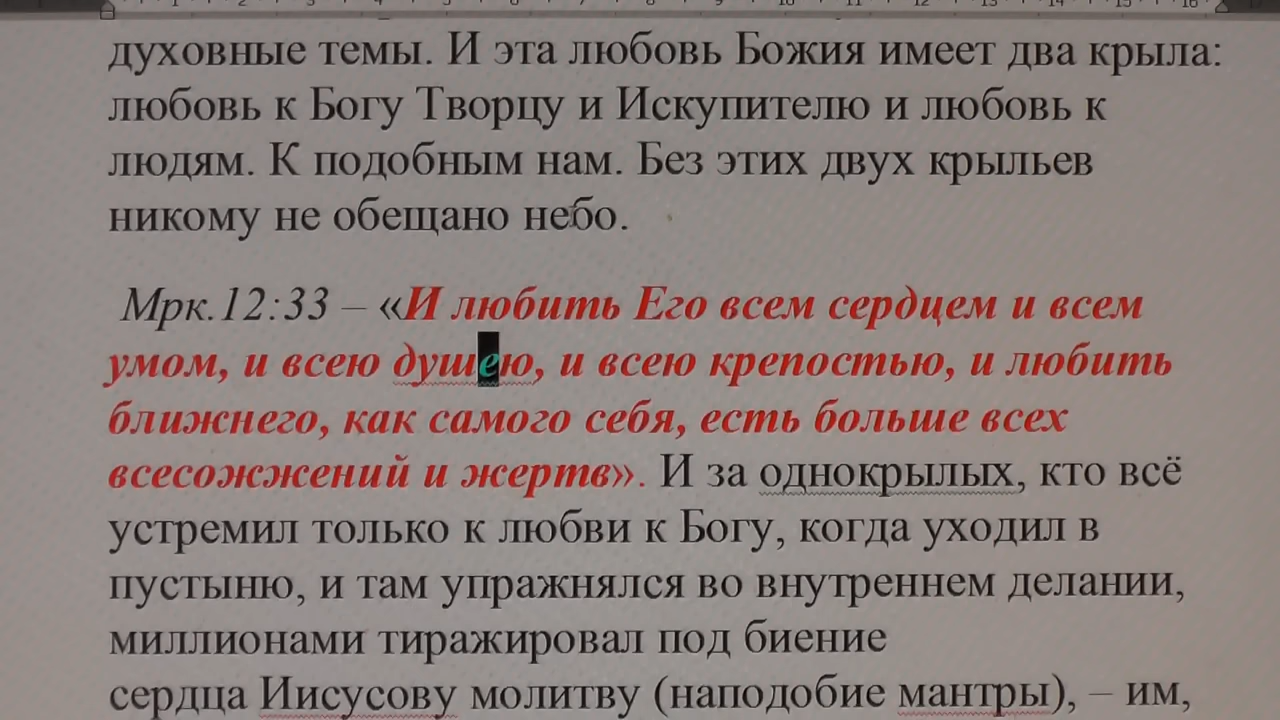 духовные темы. И эта любовь Божия имеет два крыла:
любовь к Богу Творцу и Искупителю и любовь к
людям. К подобным нам. Без этих двух крыльев
никому не обещано небо.
Мрк.12:33 – «И любить Его всем сердцем и всем
умом, и всею душею, и всею крепостью, и любить
ближнего, как самого себя, есть больше всех
всесожжений и жертв». И за однокрылых, кто всё
устремил только к любви к Богу, когда уходил в
пустыню, и там упражнялся во внутреннем делании,
миллионами тиражировал под биение
сердца Иисусову молитву (наподобие мантры), – им,